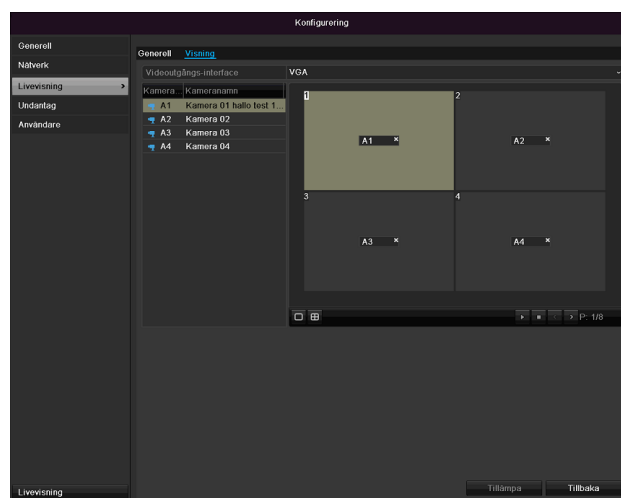 Konfigurering
Generell
Nätverk
Livevisning
Undantag
Användare
Generell Visning
Videoutgångs-interface VGA
Kamera... Kameranamn
A1 Kamera 01 hallo test 1...
A2 Kamera 02
A3 Kamera 03
A4 Kamera 04
1 2
A1 A2
3 4
A3 A4
P: 1/8
Tillämpa Tillbaka
Livevisning